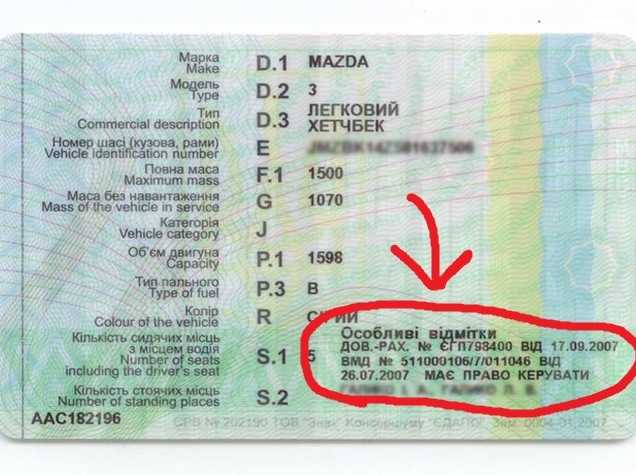 Марка
Make D.1 MAZDA
Модель
Type D.2 3
Тип
Commercial description D.3 ЛЕГКОВИЙ
ХЕТЧБЕК
Номер шасі (кузова, рами)
Vehicle identification number E
Повна маса
Maximum mass F.1 1500
Маса без навантаження
Mass of the vehicle in service G 1070
Категорія
Vehicle category J
Об'єм двигуна
Capacity P.1 1598
Тип пального
Type of fuel P.3 B
Колір
Colour of the vehicle R
Кількість сидячих місць
з місцем водія
Number of seats
including the driver's seat S.1 5
Особливі відмітки
ДОВ.-РАХ. № ЄГП793400 ВІД 17.09.2007
ВМД № 511000106/7/011046 ВІД
26.07.2007 МАЄ ПРАВО КЕРУВАТИ
Кількість стоячих місць
Number of standing places S.2
ААС182196